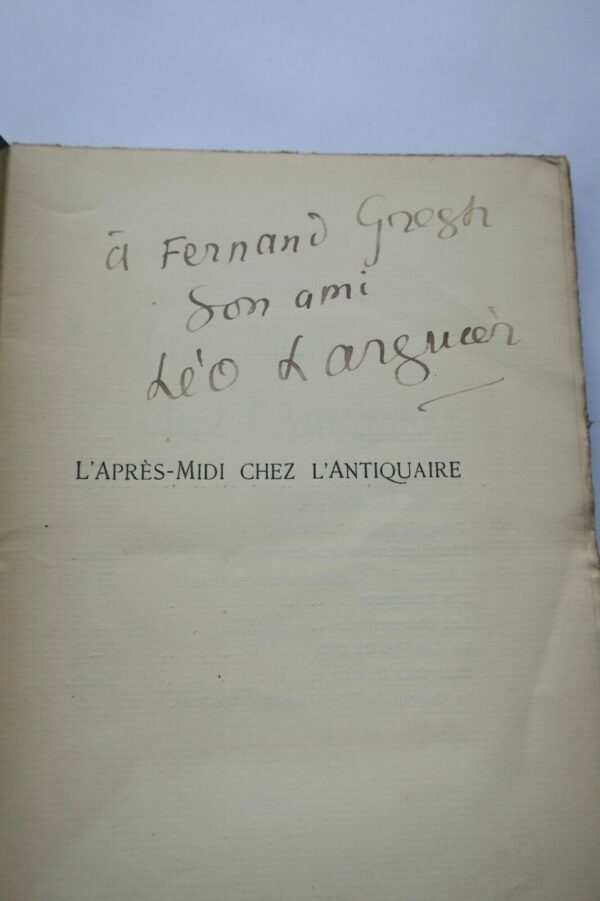 à Fernand Gregh
son ami
Léo Larguier
L'APRÈS-MIDI CHEZ L'ANTIQUAIRE